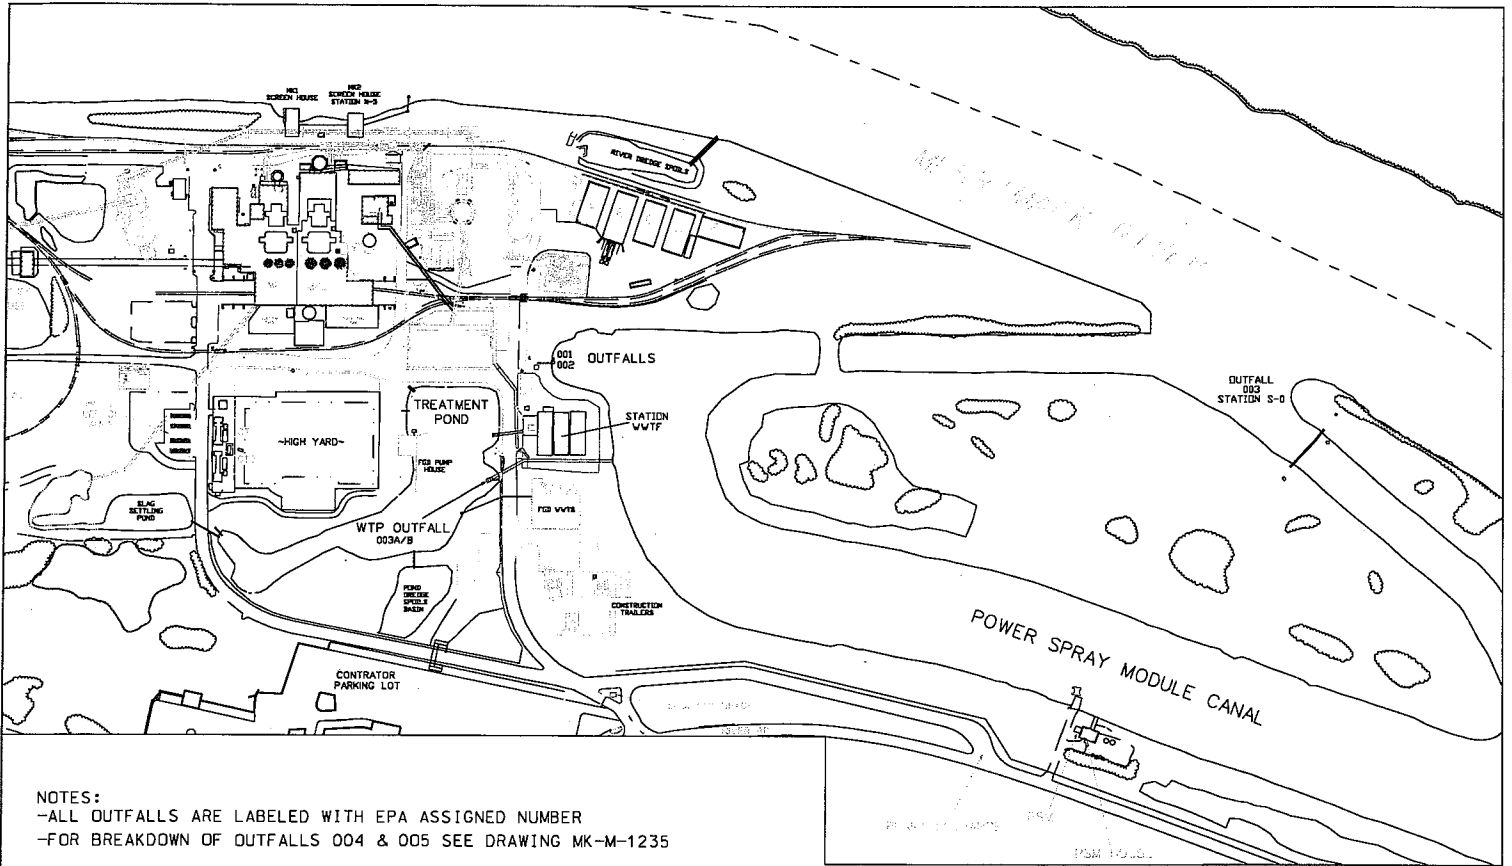 MK1
SCREEN HOUSE
MK2
SCREEN HOUSE
STATION N-3
RIVER DREDGE SPOILS
001
002
OUTFALLS
OUTFALL
003
STATION S-0
TREATMENT
POND
STATION
WWTF
~HIGH YARD~
FGD PUMP
HOUSE
SLAG
SETTLING
POND
WTP OUTFALL
003A/B
FGD WWTS
POND
DREDGE
SPOILS
BASIN
CONSTRUCTION
TRAILERS
CONTRATOR
PARKING LOT
POWER SPRAY MODULE CANAL
NOTES:
-ALL OUTFALLS ARE LABELED WITH EPA ASSIGNED NUMBER
-FOR BREAKDOWN OF OUTFALLS 004 & 005 SEE DRAWING MK-M-1235